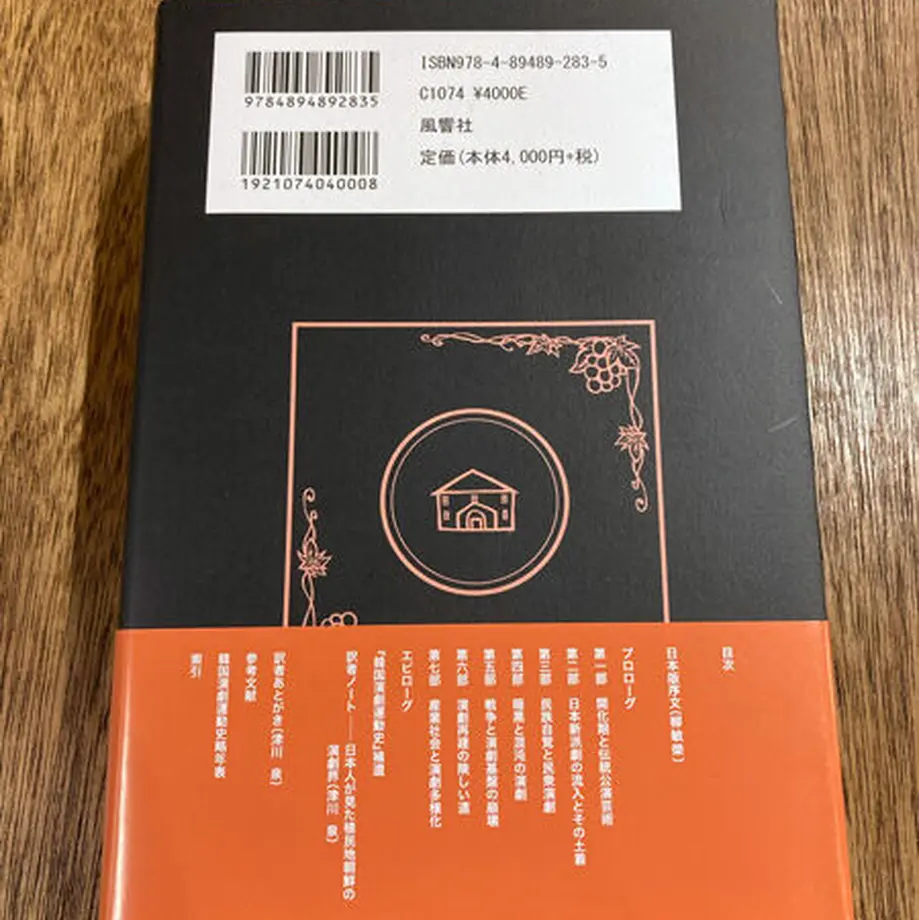 ISBN978-4-89489-283-5
9784894892835
C1074 ¥4000E
風響社
定価(本体4,000円+税)
1921074040008
目次
日本版序文(柳敏榮)
プロローグ
第一部 開化期と伝統公演芸術
第二部 日本新派劇の流入とその土着
第三部 民族自覚と民衆演劇
第四部 暗黒と混沌の演劇
第五部 戦争と演劇基盤の崩壊
第六部 演劇再建の険しい道
第七部 産業社会と演劇多様化
エピローグ
『韓国演劇運動史』補遺
訳者ノート——日本人が見た植民地朝鮮の
演劇界(津川 泉)
訳者あとがき(津川 泉)
参考文献
韓国演劇運動史略年表
索引